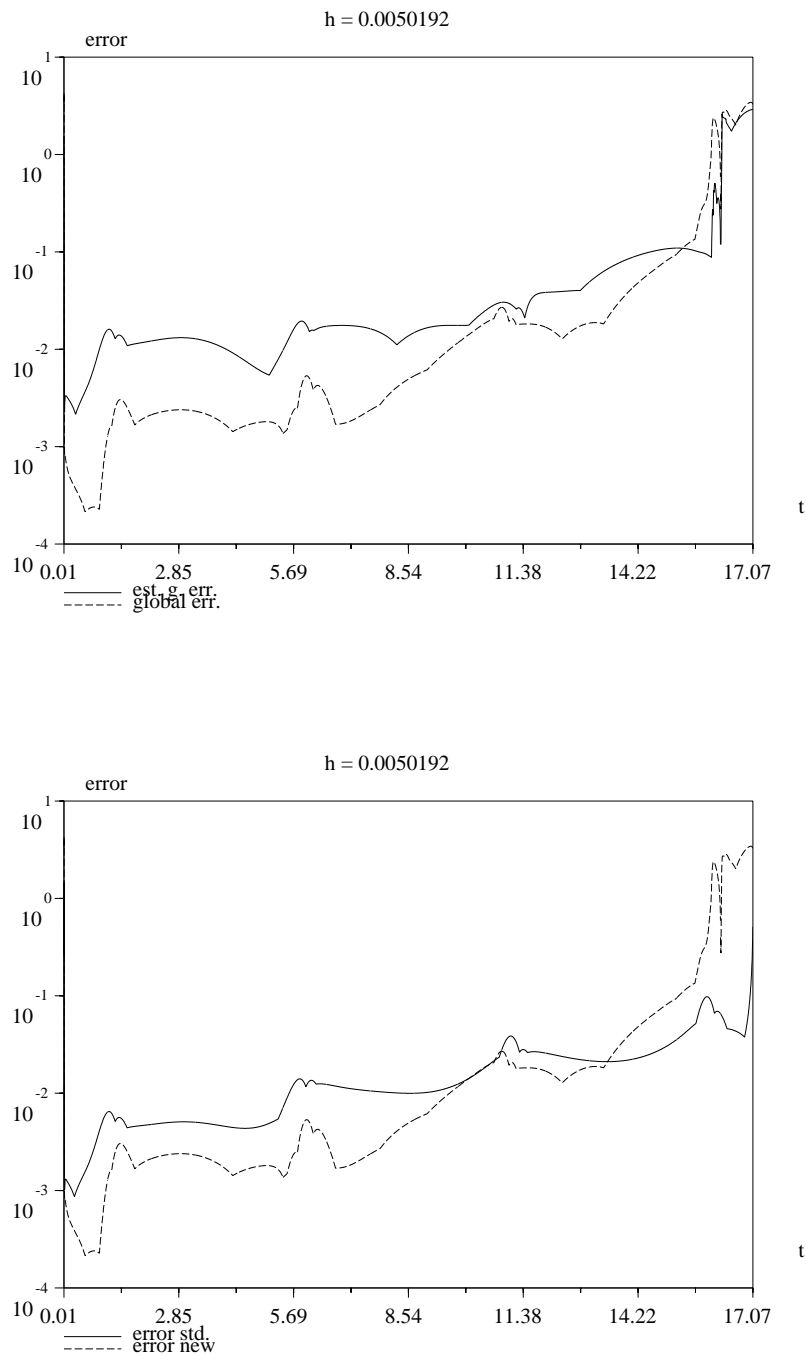 h = 0.0050192
error
10 1
10 0
10 -1
10 -2
10 -3
10 -4
t
0.01 2.85 5.69 8.54 11.38 14.22 17.07
est. g. err.
global err.
h = 0.0050192
error
10 1
10 0
10 -1
10 -2
10 -3
10 -4
t
0.01 2.85 5.69 8.54 11.38 14.22 17.07
error std.
error new